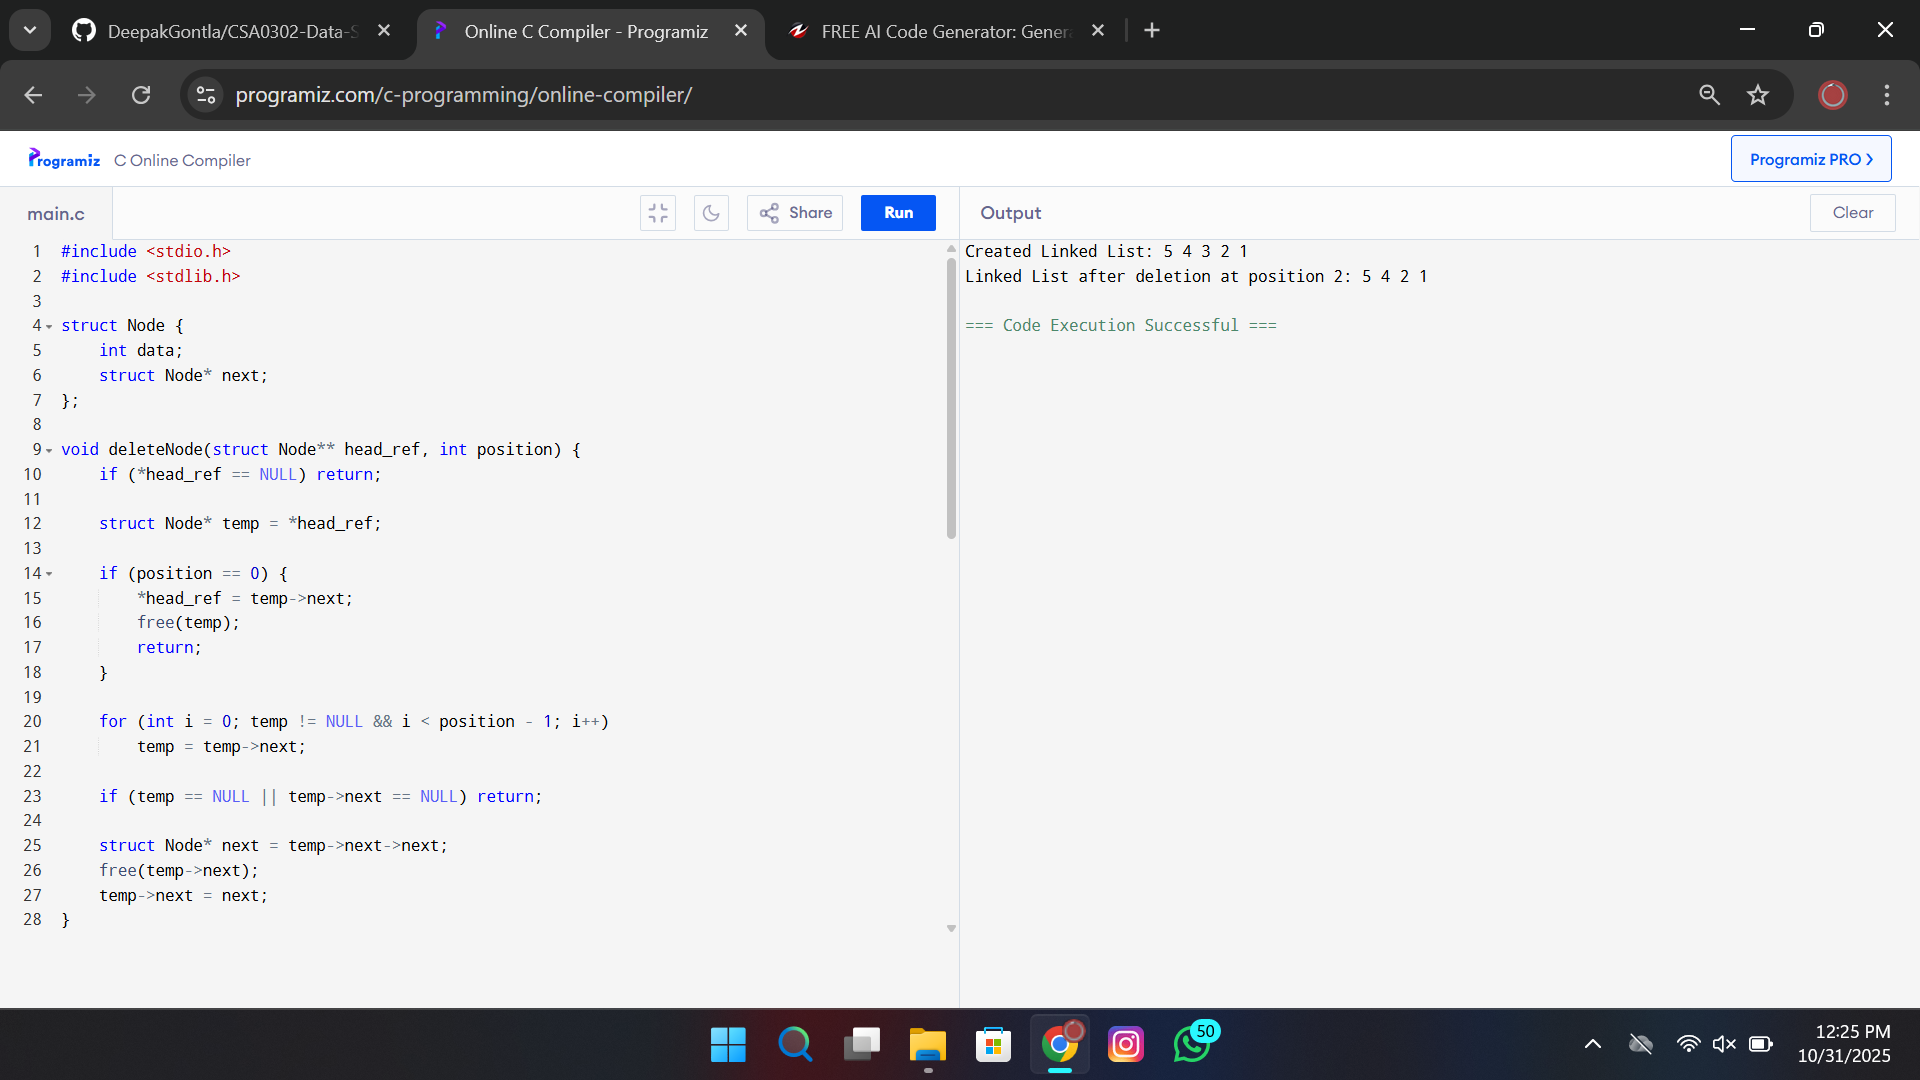 DeepakGontla/CSA0302-Data-S
Online C Compiler - Programiz
FREE AI Code Generator: Genera
programiz.com/c-programming/online-compiler/
Programiz C Online Compiler
Programiz PRO
main.c
Share
Run
Output
Clear
1 #include <stdio.h>
2 #include <stdlib.h>
3
4 struct Node {
5     int data;
6     struct Node* next;
7 };
8
9 void deleteNode(struct Node** head_ref, int position) {
10     if (*head_ref == NULL) return;
11
12     struct Node* temp = *head_ref;
13
14     if (position == 0) {
15         *head_ref = temp->next;
16         free(temp);
17         return;
18     }
19
20     for (int i = 0; temp != NULL && i < position - 1; i++)
21         temp = temp->next;
22
23     if (temp == NULL || temp->next == NULL) return;
24
25     struct Node* next = temp->next->next;
26     free(temp->next);
27     temp->next = next;
28 }
Created Linked List: 5 4 3 2 1
Linked List after deletion at position 2: 5 4 2 1
=== Code Execution Successful ===
50
12:25 PM
10/31/2025